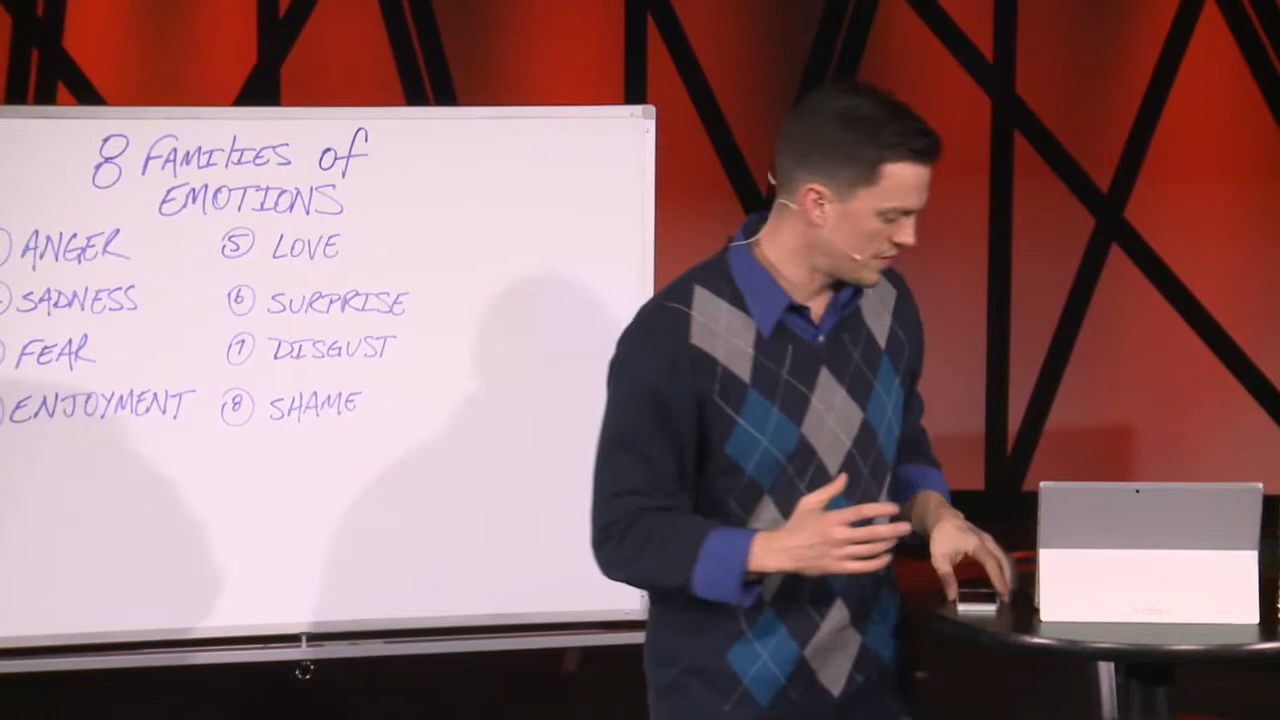 8 FAMILIES of
EMOTIONS
ANGER
SADNESS
FEAR
ENJOYMENT
5 LOVE
6 SURPRISE
7 DISGUST
8 SHAME